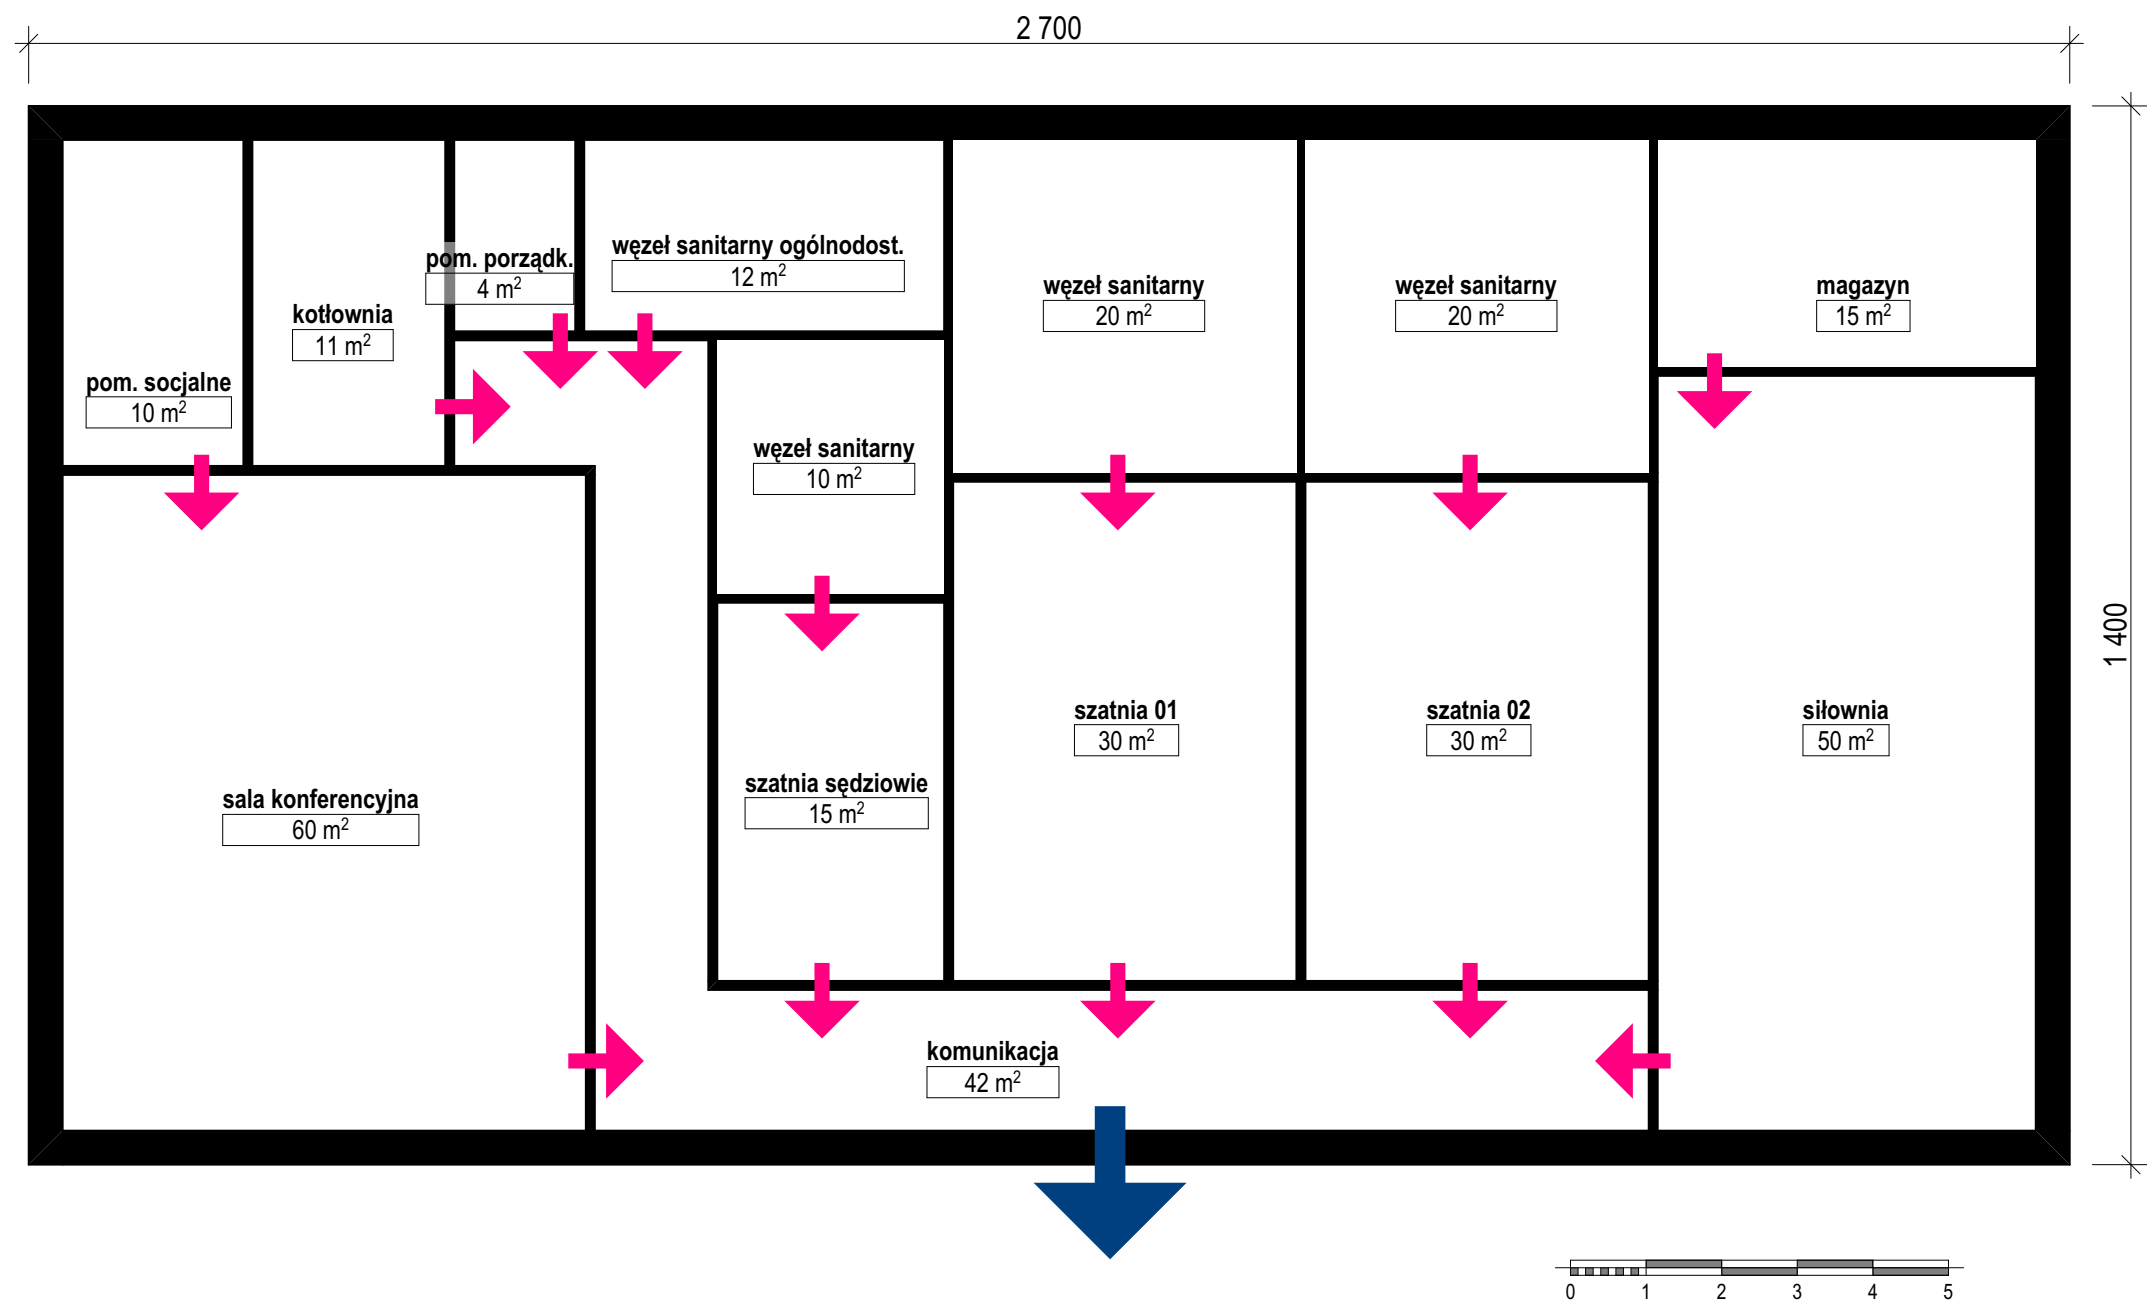 2 700
1 400
pom. socjalne
10 m²
kotłownia
11 m²
pom. porządk.
4 m²
węzeł sanitarny ogólnodost.
12 m²
węzeł sanitarny
10 m²
węzeł sanitarny
20 m²
węzeł sanitarny
20 m²
magazyn
15 m²
sala konferencyjna
60 m²
szatnia sędziowie
15 m²
szatnia 01
30 m²
szatnia 02
30 m²
siłownia
50 m²
komunikacja
42 m²
0 1 2 3 4 5